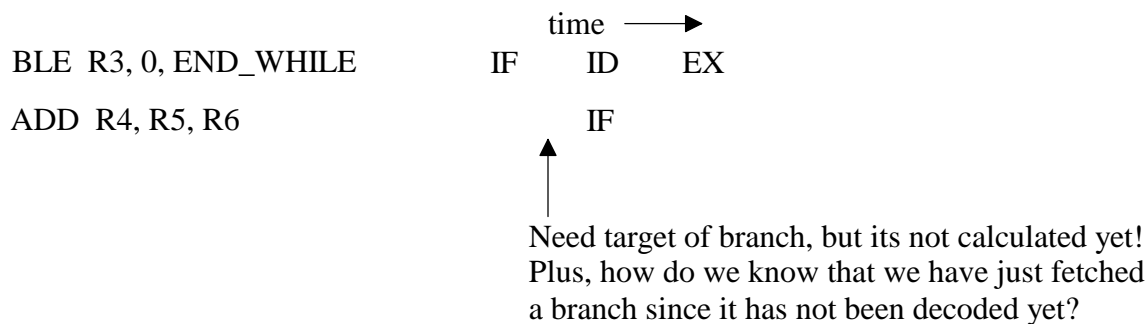 time
BLE R3, 0, END_WHILE IF ID EX
ADD R4, R5, R6 IF
Need target of branch, but its not calculated yet!
Plus, how do we know that we have just fetched
a branch since it has not been decoded yet?